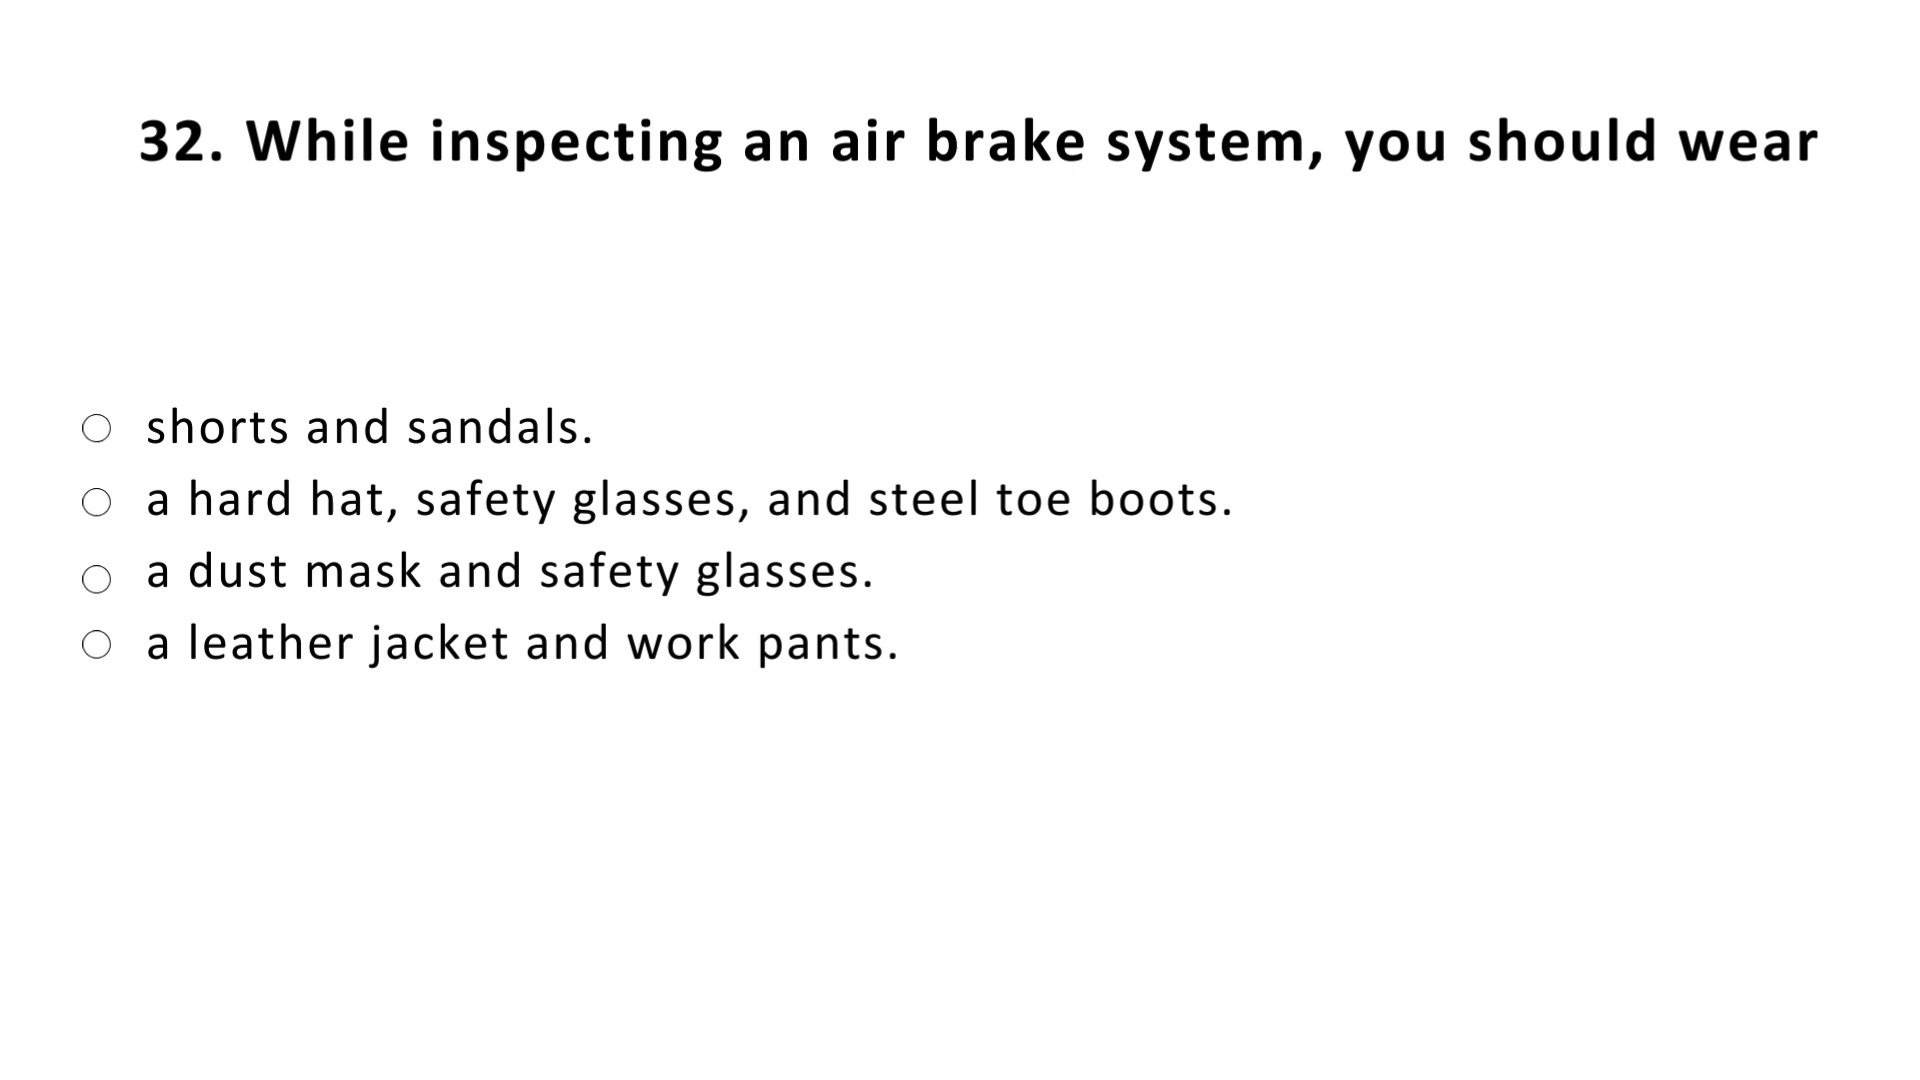 32. While inspecting an air brake system, you should wear
shorts and sandals.
a hard hat, safety glasses, and steel toe boots.
a dust mask and safety glasses.
a leather jacket and work pants.